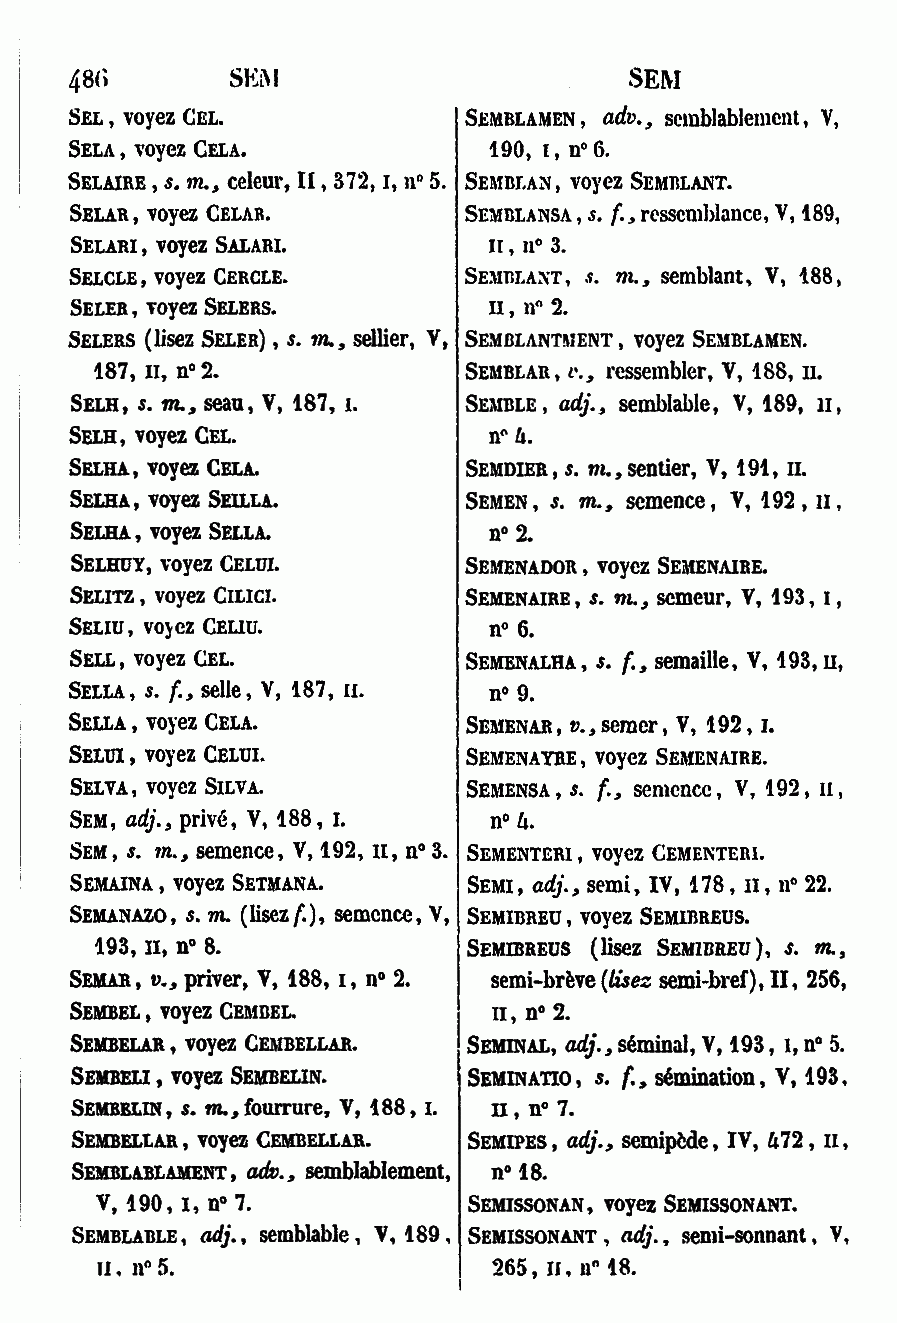 486 SEM SEM
SEL, voyez CEL.
SELA, voyez CELA.
SELAIRE, s. m., celeur, II, 372, I, n° 5.
SELAR, voyez CELAR.
SELARI, voyez SALARI.
SELCLE, voyez CERCLE.
SELER, voyez SELERS.
SELERS (lisez SELER), s. m., sellier, V,
187, II, n° 2.
SELH, s. m., seau, V, 187, I.
SELH, voyez CEL.
SELHA, voyez CELA.
SELHA, voyez SEILLA.
SELHA, voyez SELLA.
SELHUY, voyez CELUI.
SELITZ, voyez CILICI.
SELIU, voyez CELIU.
SELL, voyez CEL.
SELLA, s. f., selle, V, 187, II.
SELLA, voyez CELA.
SELUI, voyez CELUI.
SELVA, voyez SILVA.
SEM, adj., privé, V, 188, I.
SEM, s. m., semence, V, 192, II, n° 3.
SEMAINA, voyez SETMANA.
SEMANAZO, s. m. (lisez f.), semence, V,
193, II, n° 8.
SEMAR, v., priver, V, 188, I, n° 2.
SEMBEL, voyez CEMBEL.
SEMBELAR, voyez CEMBELLAR.
SEMBELI, voyez SEMBELIN.
SEMBELIN, s. m., fourrure, V, 188, I.
SEMBELLAR, voyez CEMBELLAR.
SEMBLABLAMENT, adv., semblablement,
V, 190, I, n° 7.
SEMBLABLE, adj., semblable, V, 189,
II, n° 5.
SEMBLAMEN, adv., semblablement, V,
190, I, n° 6.
SEMBLAN, voyez SEMBLANT.
SEMBLANSA, s. f., ressemblance, V, 189,
II, n° 3.
SEMBLANT, s. m., semblant, V, 188,
II, n° 2.
SEMBLANTMENT, voyez SEMBLAMEN.
SEMBLAR, v., ressembler, V, 188, II.
SEMBLE, adj., semblable, V, 189, II,
n° 4.
SEMDIER, s. m., sentier, V, 191, II.
SEMEN, s. m., semence, V, 192, II,
n° 2.
SEMENADOR, voyez SEMENAIRE.
SEMENAIRE, s. m., semeur, V, 193, I,
n° 6.
SEMENALHA, s. f., semaille, V, 193, II,
n° 9.
SEMENAR, v., semer, V, 192, I.
SEMENAYRE, voyez SEMENAIRE.
SEMENSA, s. f., semence, V, 192, II,
n° 4.
SEMENTERI, voyez CEMENTERI.
SEMI, adj., semi, IV, 178, II, n° 22.
SEMIBREU, voyez SEMIBREUS.
SEMIBREUS (lisez SEMIBREU), s. m.,
semi-brève (lisez semi-bref), II, 256,
II, n° 2.
SEMINAL, adj., séminal, V, 193, I, n° 5.
SEMINATIO, s. f., sémination, V, 193,
II, n° 7.
SEMIPES, adj., semipède, IV, 472, II,
n° 18.
SEMISSONAN, voyez SEMISSONANT.
SEMISSONANT, adj., semi-sonnant, V,
265, II, n° 18.